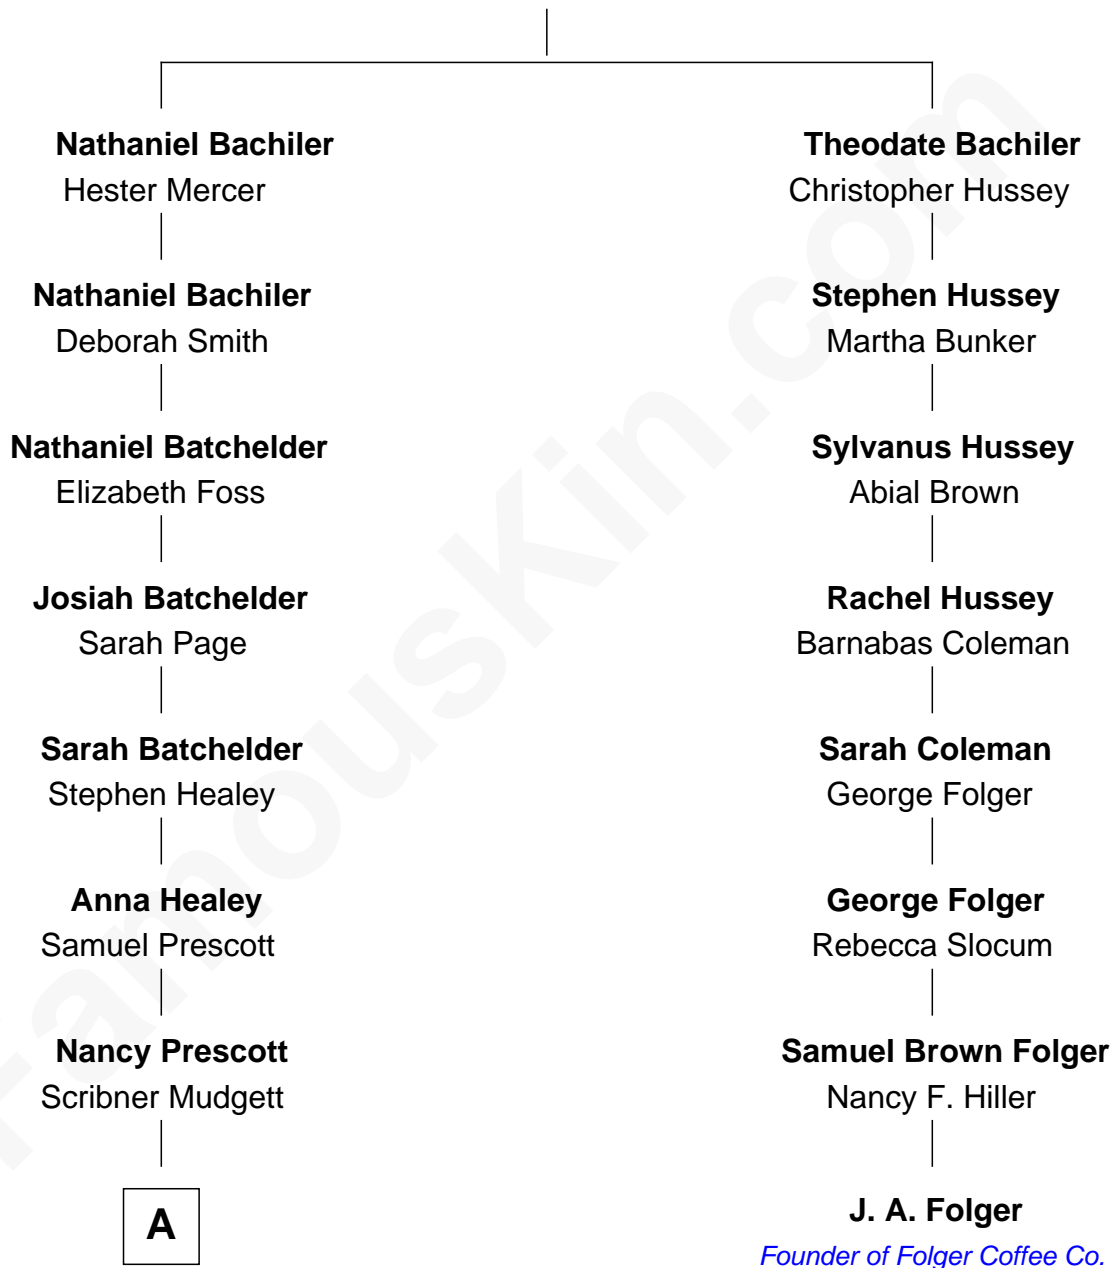 Nathaniel Bachiler
Hester Mercer
Nathaniel Bachiler
Deborah Smith
Nathaniel Batchelder
Elizabeth Foss
Josiah Batchelder
Sarah Page
Sarah Batchelder
Stephen Healey
Anna Healey
Samuel Prescott
Nancy Prescott
Scribner Mudgett
A
Theodate Bachiler
Christopher Hussey
Stephen Hussey
Martha Bunker
Sylvanus Hussey
Abial Brown
Rachel Hussey
Barnabas Coleman
Sarah Coleman
George Folger
George Folger
Rebecca Slocum
Samuel Brown Folger
Nancy F. Hiller
J. A. Folger
Founder of Folger Coffee Co.
FamousKin.com